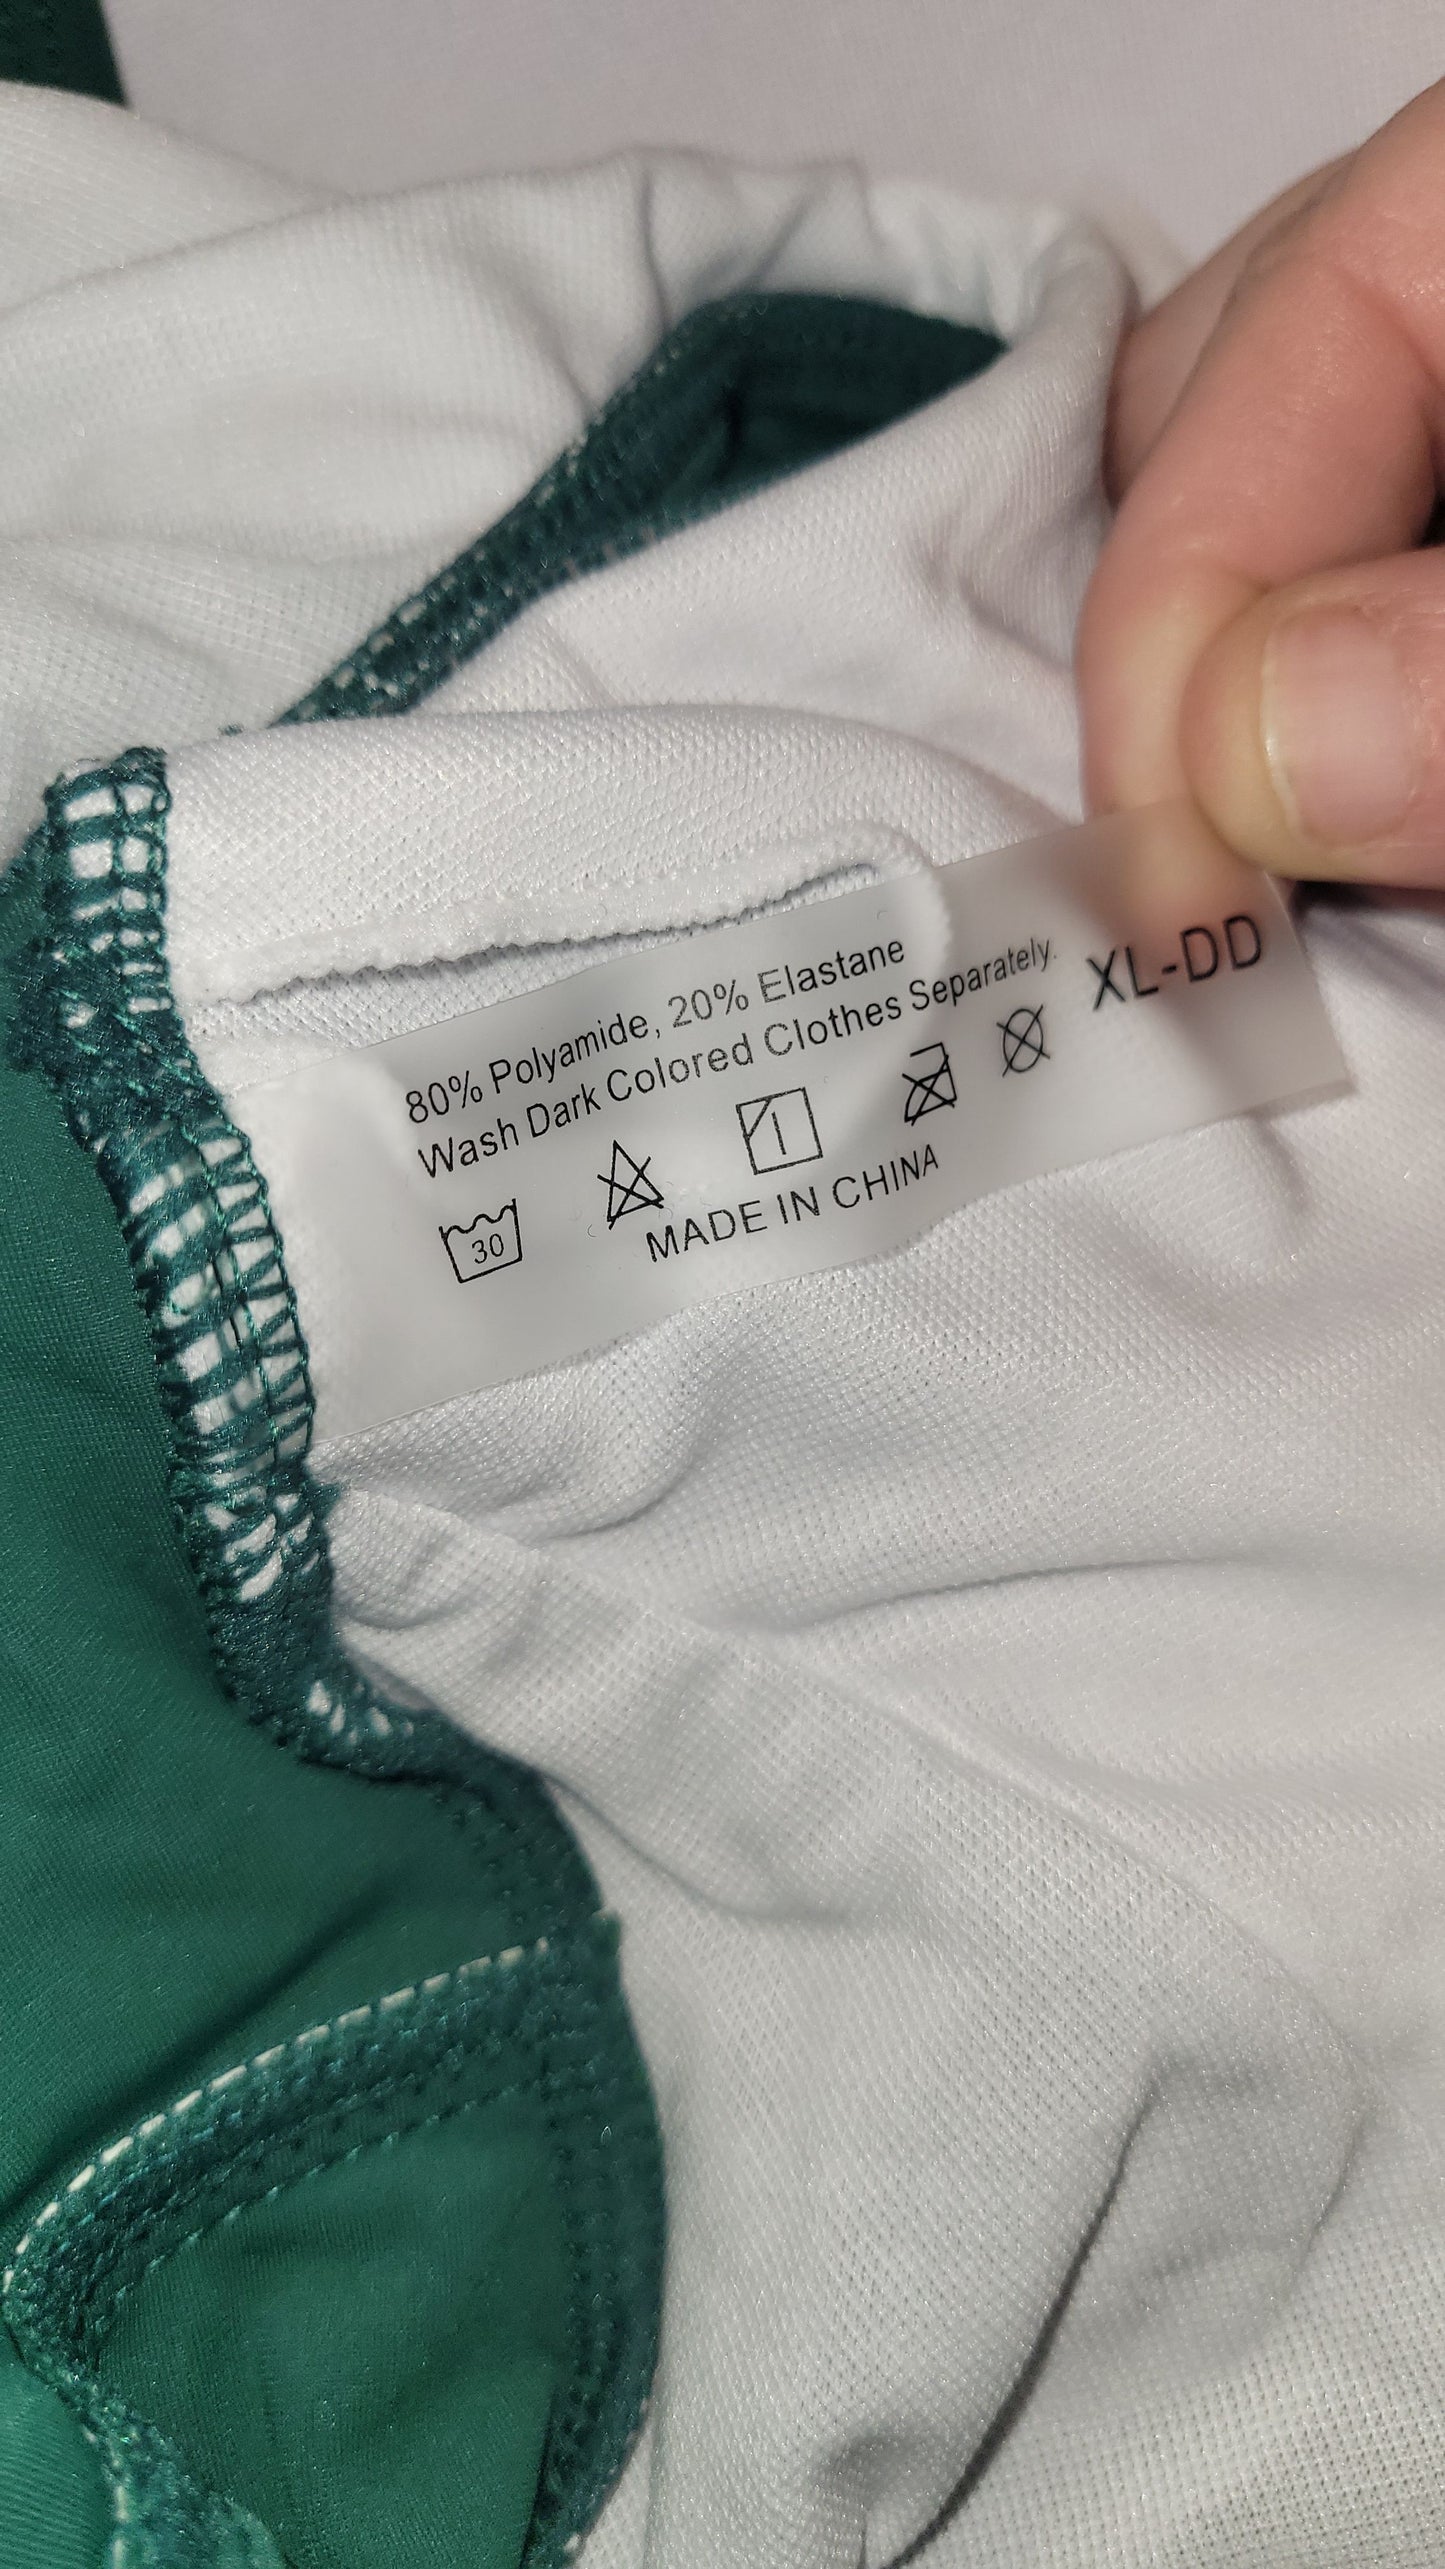 80% Polyamide, 20% Elastane
Wash Dark Colored Clothes Separately.
XL-DD
30
MADE IN CHINA